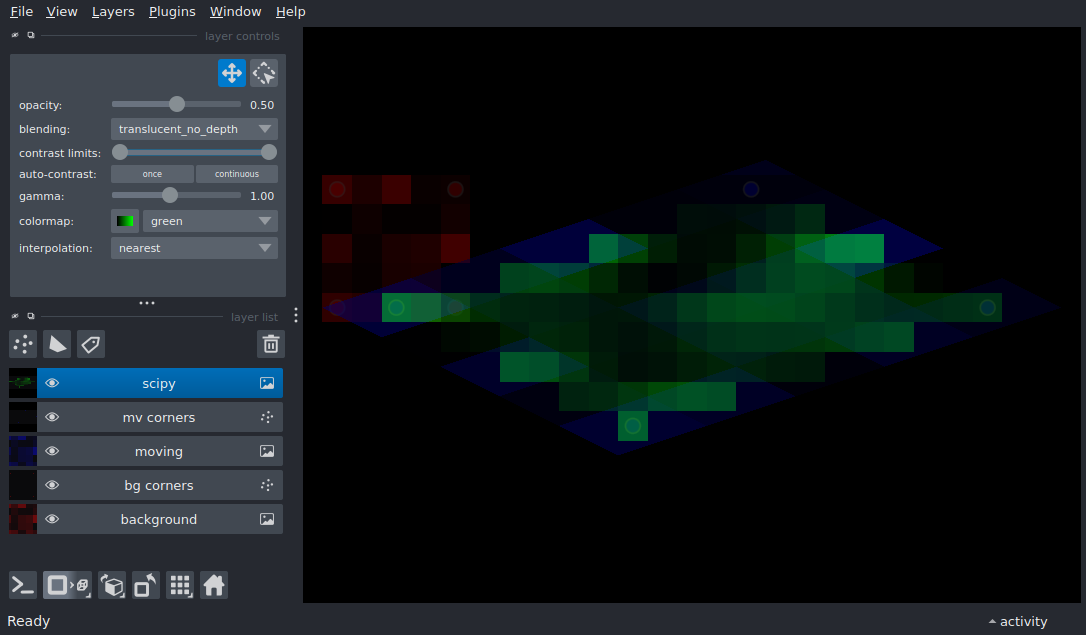 File View Layers Plugins Window Help
layer controls
opacity: 0.50
blending: translucent_no_depth
contrast limits:
auto-contrast: once continuous
gamma: 1.00
colormap: green
interpolation: nearest
layer list
scipy
mv corners
moving
bg corners
background
Ready
activity